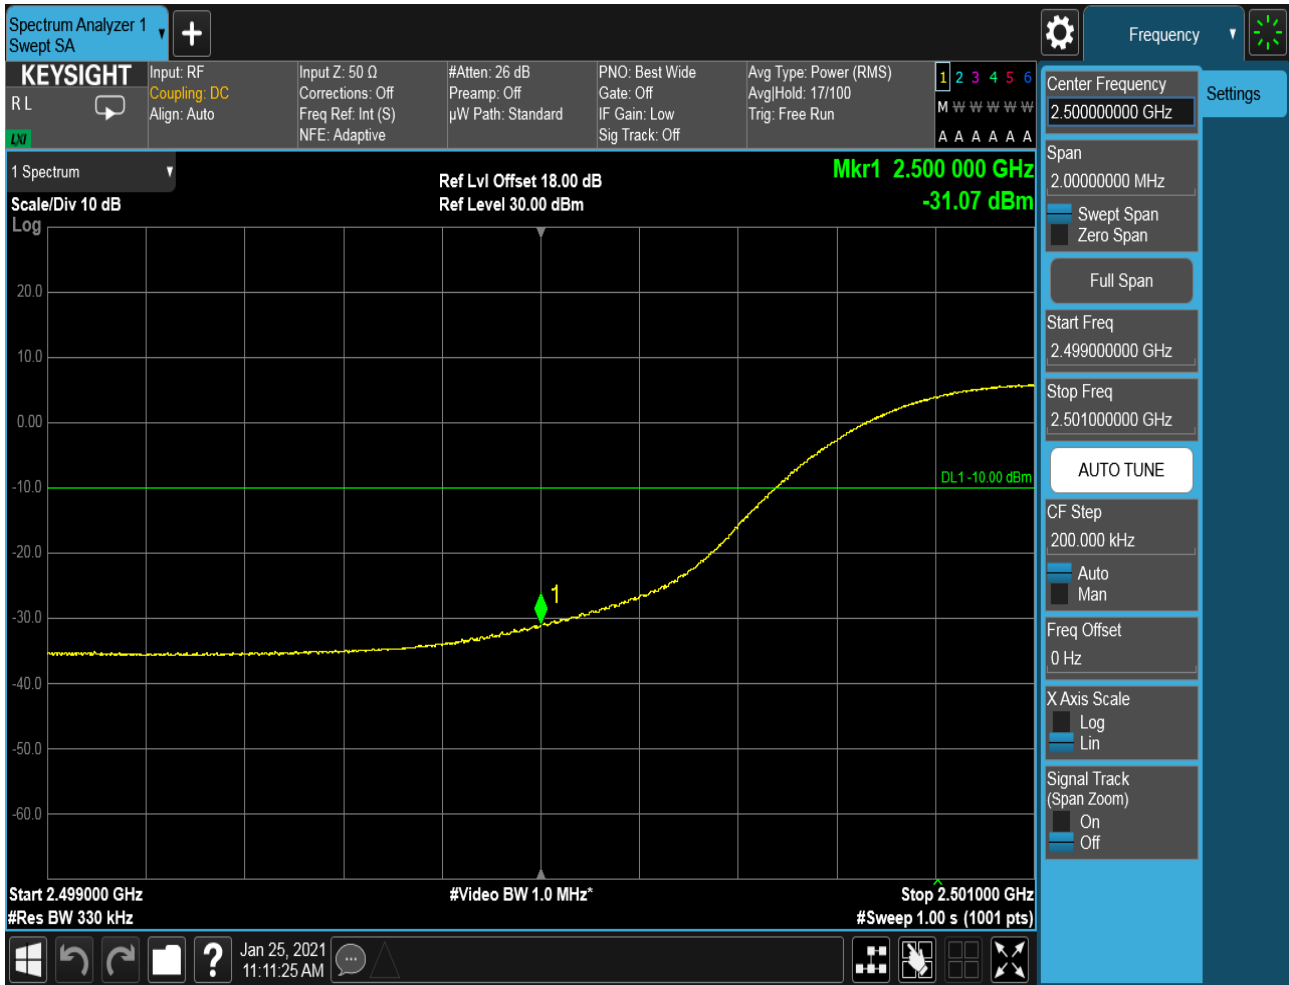 Spectrum Analyzer 1
Swept SA
Frequency
KEYSIGHT
R L
LXI
Input: RF
Coupling: DC
Align: Auto
Input Z: 50 Ω
Corrections: Off
Freq Ref: Int (S)
NFE: Adaptive
#Atten: 26 dB
Preamp: Off
µW Path: Standard
PNO: Best Wide
Gate: Off
IF Gain: Low
Sig Track: Off
Avg Type: Power (RMS)
Avg|Hold: 17/100
Trig: Free Run
1 2 3 4 5 6
M W W W W W
A A A A A A
1 Spectrum
Scale/Div 10 dB
Log
Ref Lvl Offset 18.00 dB
Ref Level 30.00 dBm
Mkr1 2.500 000 GHz
-31.07 dBm
20.0
10.0
0.00
-10.0
-20.0
-30.0
-40.0
-50.0
-60.0
DL1 -10.00 dBm
1
Start 2.499000 GHz
#Res BW 330 kHz
#Video BW 1.0 MHz*
Stop 2.501000 GHz
#Sweep 1.00 s (1001 pts)
Jan 25, 2021
11:11:25 AM
Center Frequency
2.500000000 GHz
Settings
Span
2.00000000 MHz
Swept Span
Zero Span
Full Span
Start Freq
2.499000000 GHz
Stop Freq
2.501000000 GHz
AUTO TUNE
CF Step
200.000 kHz
Auto
Man
Freq Offset
0 Hz
X Axis Scale
Log
Lin
Signal Track
(Span Zoom)
On
Off